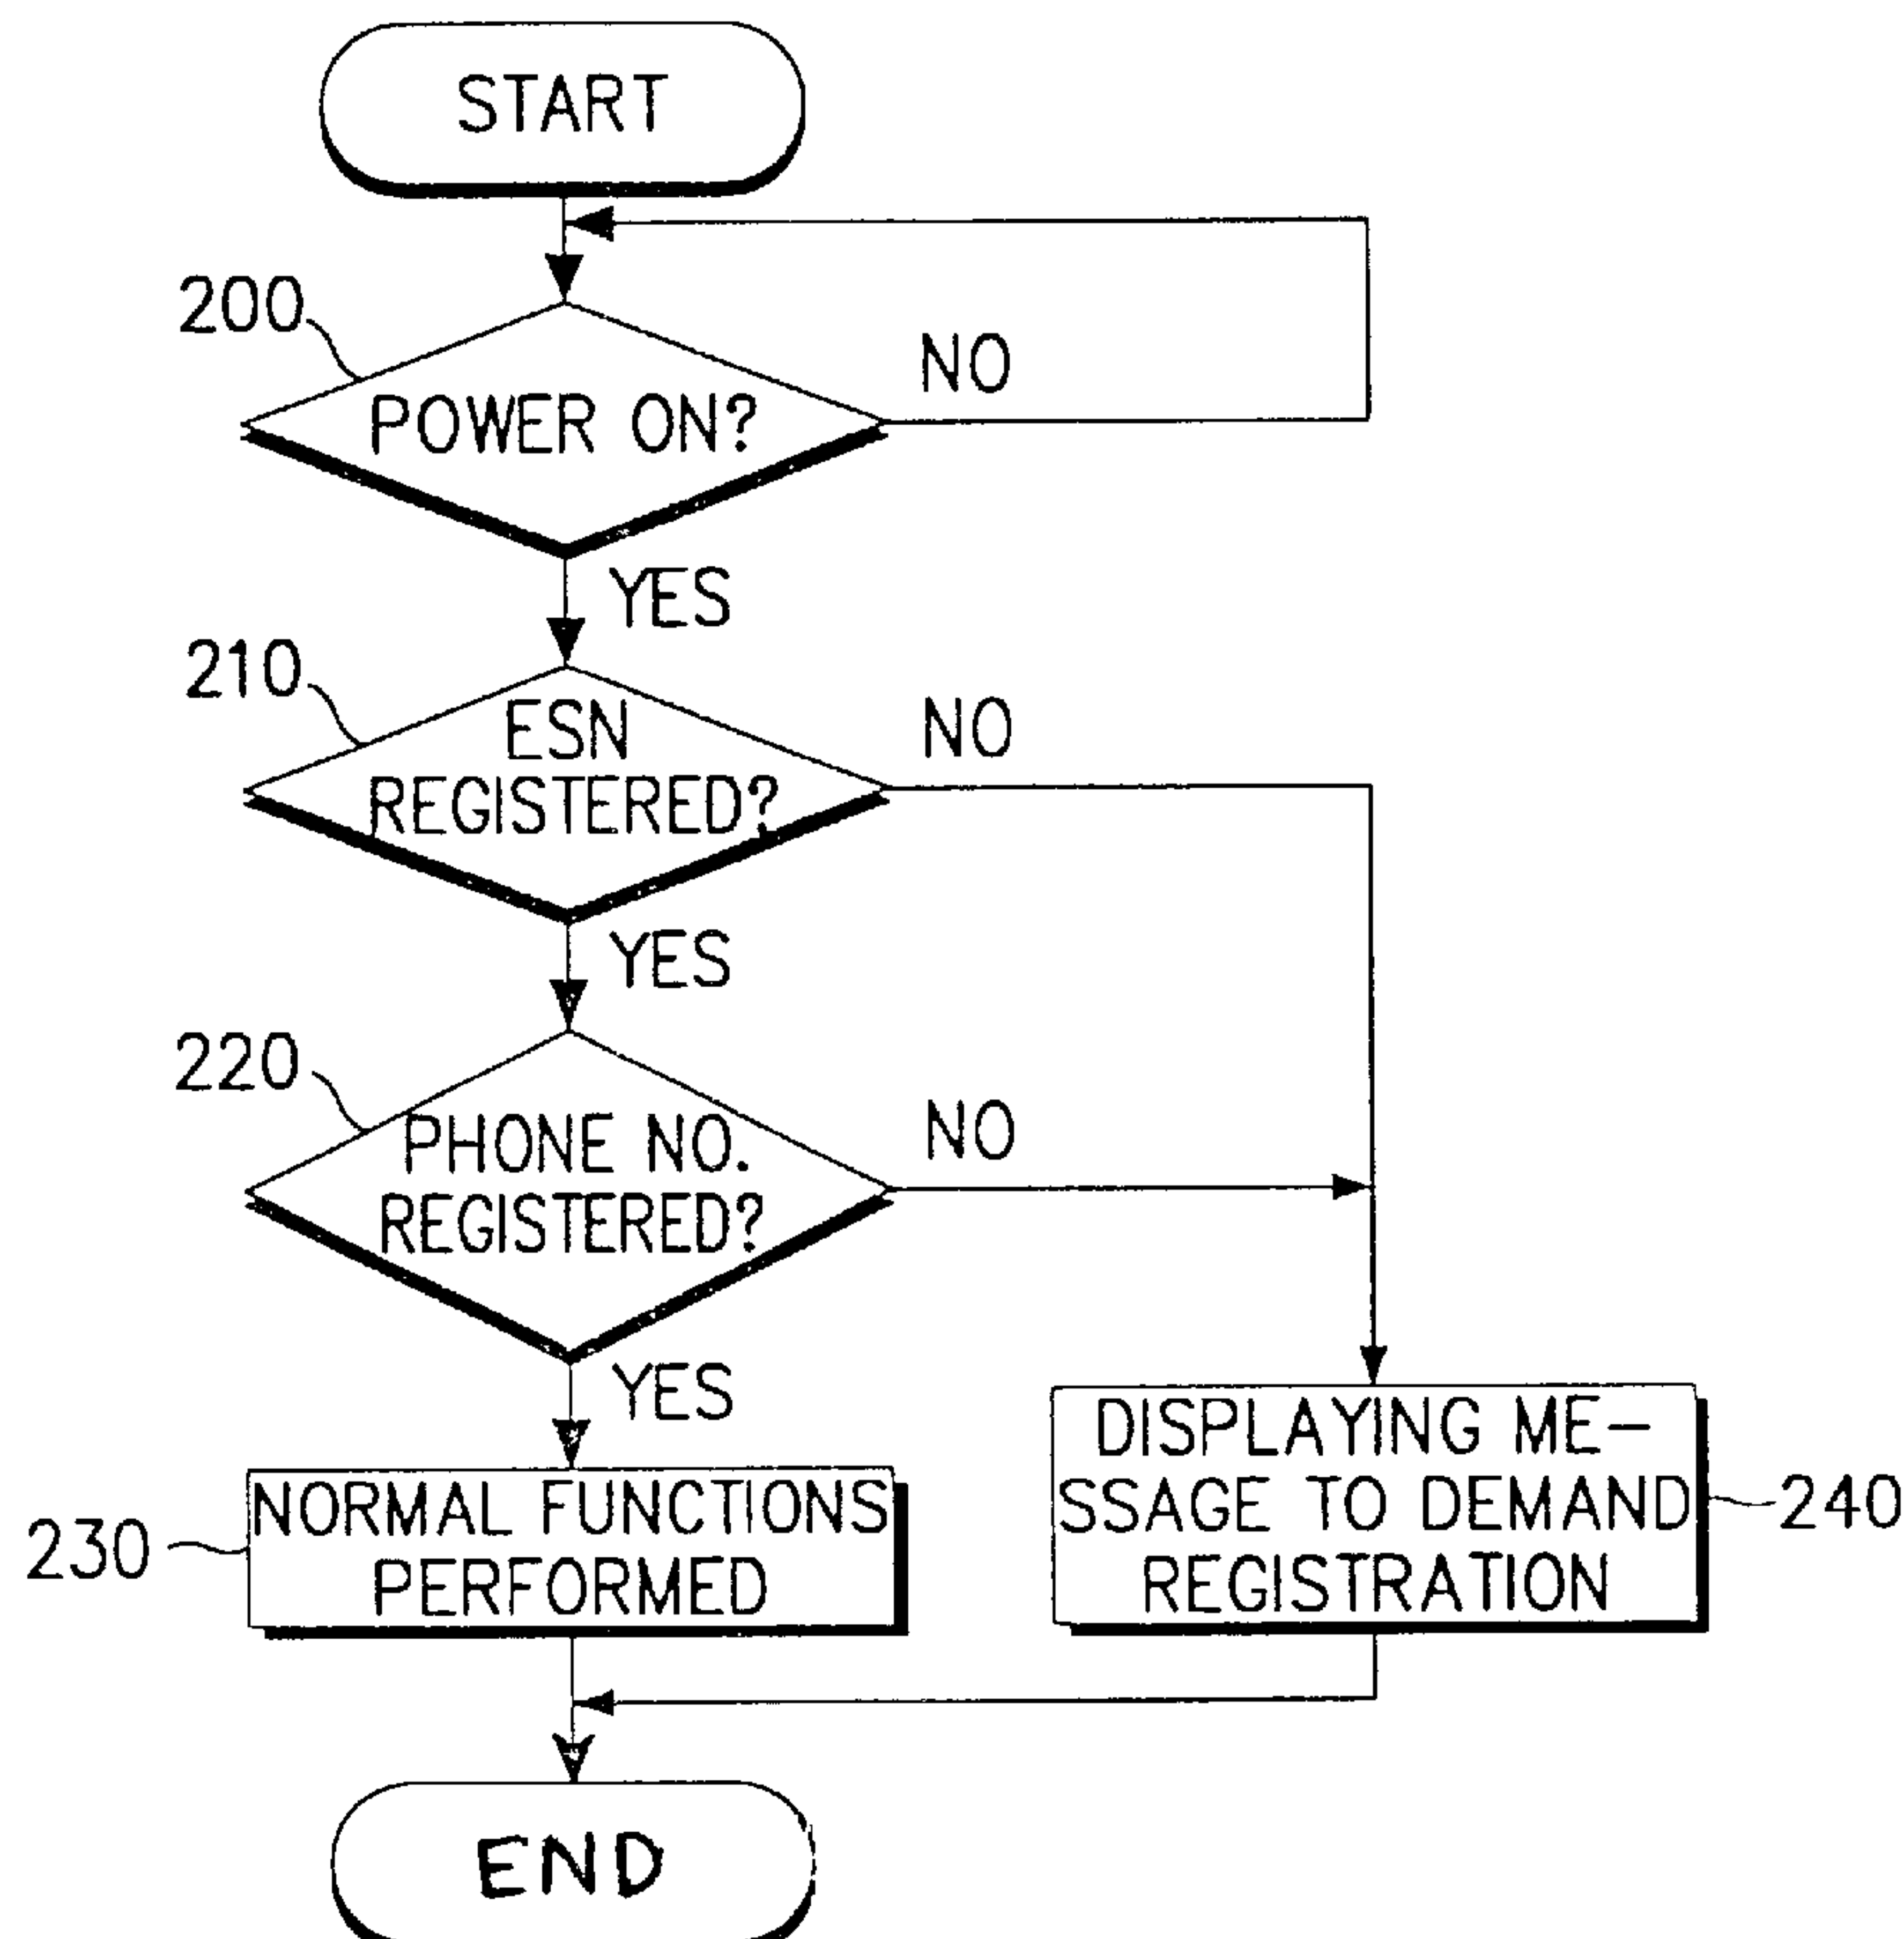 START
200
POWER ON?
NO
YES
210
ESN
REGISTERED?
NO
YES
220
PHONE NO.
REGISTERED?
NO
YES
230
NORMAL FUNCTIONS
PERFORMED
DISPLAYING ME-
SSAGE TO DEMAND
REGISTRATION
240
END